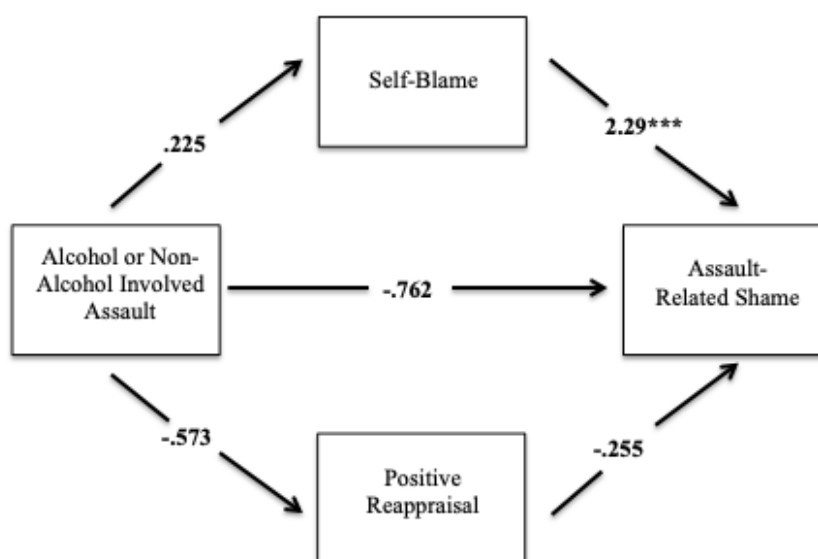 Self-Blame
.225
2.29***
Alcohol or Non-
Alcohol Involved
Assault
-.762
Assault-
Related Shame
-.573
-.255
Positive
Reappraisal